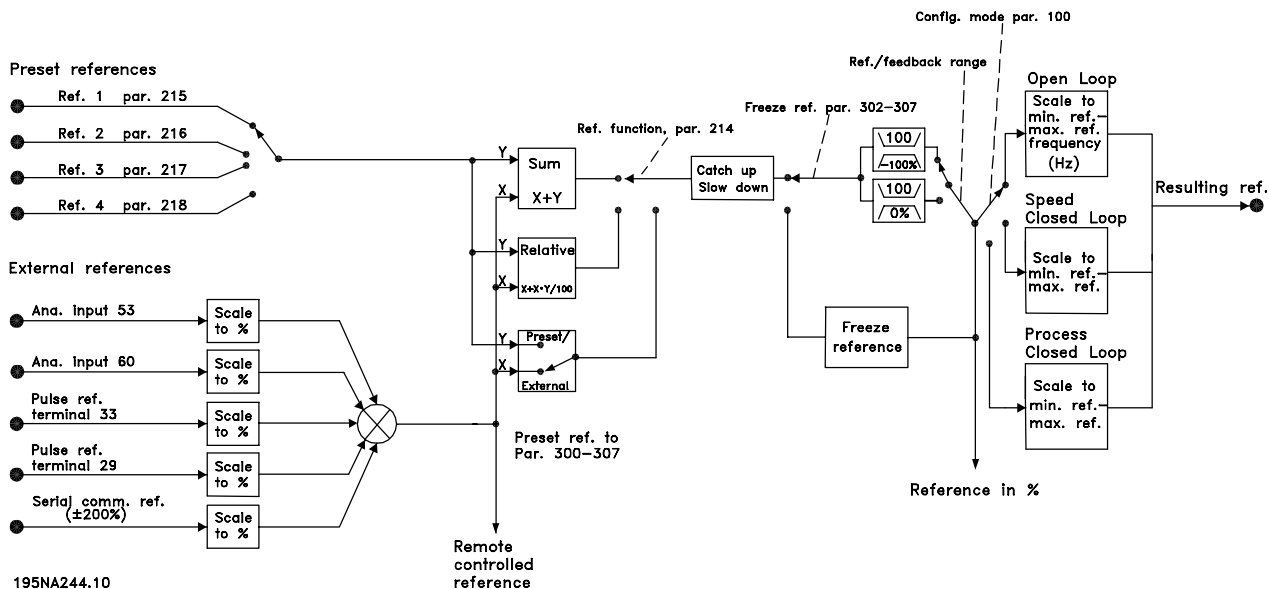 Config. mode par. 100
Ref./feedback range
Preset references
Ref. 1 par. 215
Ref. 2 par. 216
Ref. 3 par. 217
Ref. 4 par. 218
External references
Ana. input 53
Scale
to %
Ana. input 60
Scale
to %
Pulse ref.
terminal 33
Scale
to %
Pulse ref.
terminal 29
Scale
to %
Serial comm. ref.
(±200%)
Scale
to %
Y
X
Sum
X+Y
Y
X
Relative
X+X·Y/100
Y
X
Preset/
External
Preset ref. to
Par. 300-307
Remote
controlled
reference
Ref. function, par. 214
Catch up
Slow down
Freeze ref. par. 302-307
100
-100%
100
0%
Freeze
reference
Reference in %
Open Loop
Scale to
min. ref.-
max. ref.
frequency
(Hz)
Speed
Closed Loop
Scale to
min. ref.-
max. ref.
Process
Closed Loop
Scale to
min. ref.-
max. ref.
Resulting ref.
195NA244.10